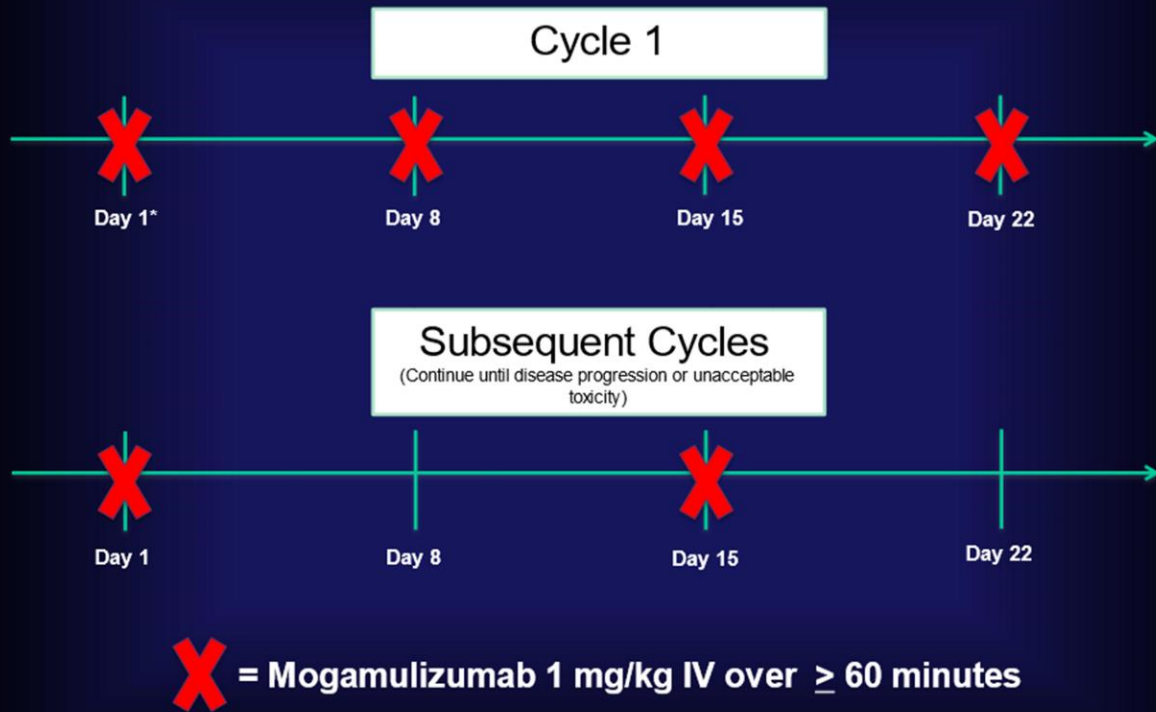 Cycle 1
Day 1*
Day 8
Day 15
Day 22
Subsequent Cycles
(Continue until disease progression or unacceptable
toxicity)
Day 1
Day 8
Day 15
Day 22
= Mogamulizumab 1 mg/kg IV over ≥ 60 minutes